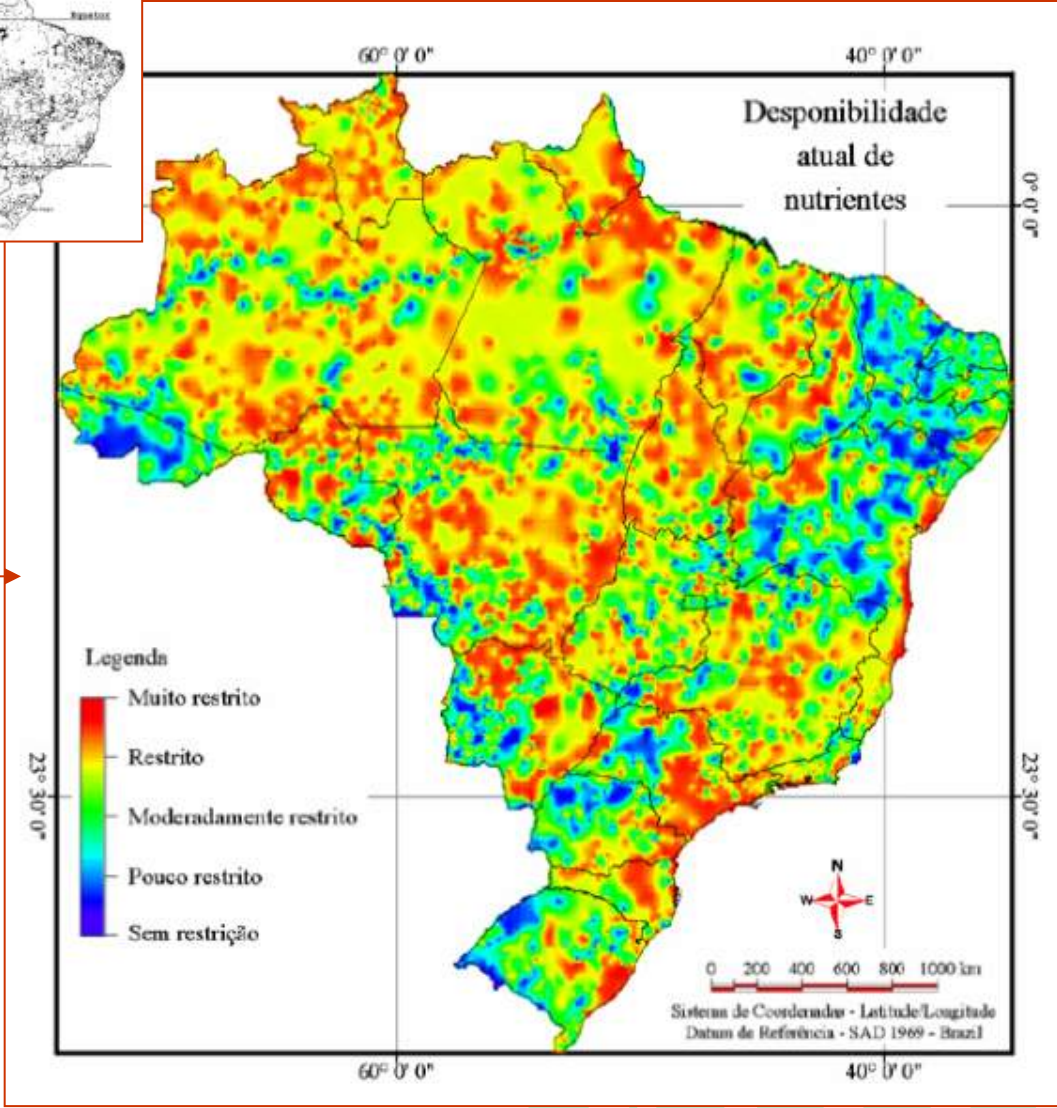 Equator
60° 0' 0"
40° 0' 0"
Desponibilidade
atual de
nutrientes
0° 0' 0"
Legenda
Muito restrito
Restrito
Moderadamente restrito
Pouco restrito
Sem restrição
23° 30' 0"
23° 30' 0"
N
W
E
S
0 200 400 600 800 1000 km
Sistema de Coordenadas - Latitude/Longitude
Datum de Referência - SAD 1969 - Brazil
60° 0' 0"
40° 0' 0"